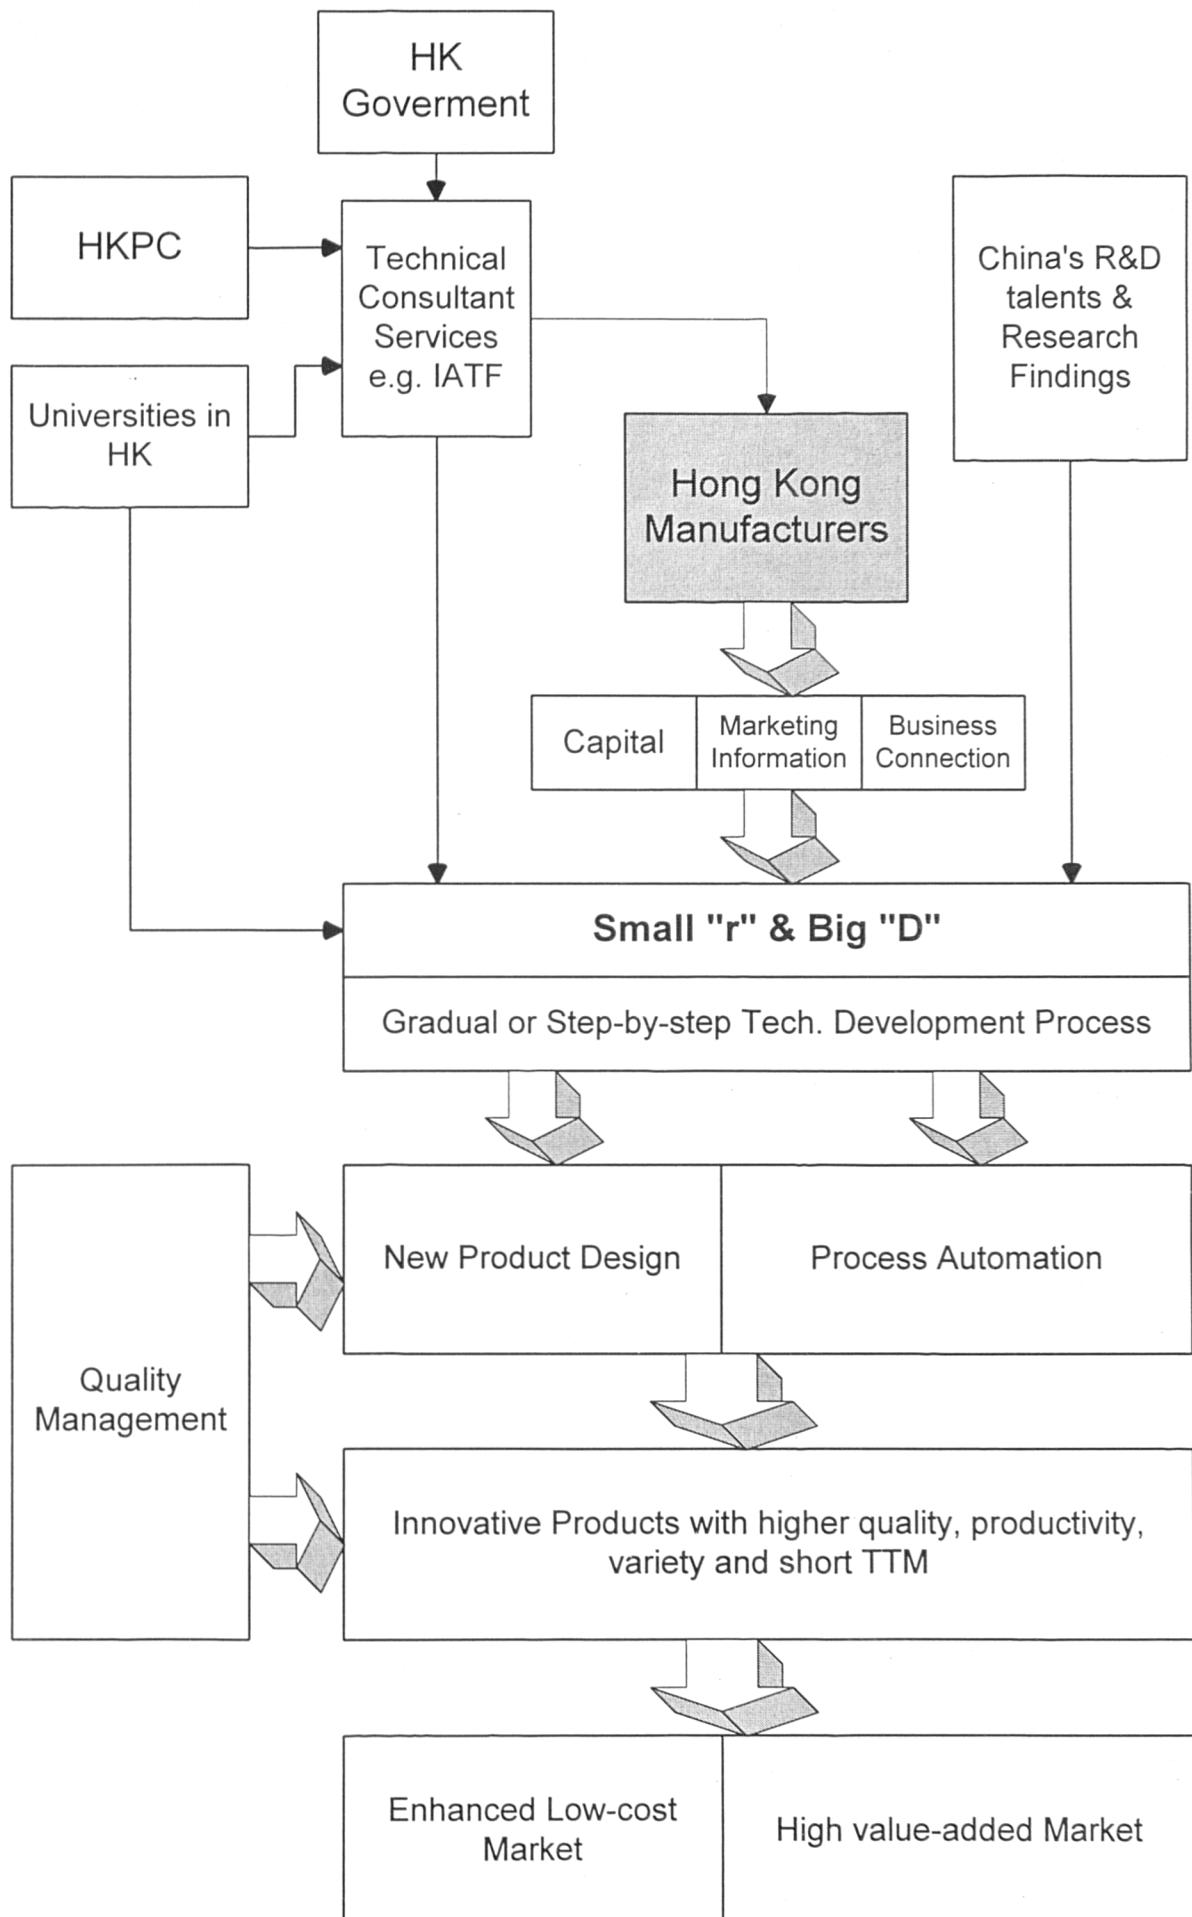 HK
Goverment
HKPC
Technical
Consultant
Services
e.g. IATF
China's R&D
talents &
Research
Findings
Universities in
HK
Hong Kong
Manufacturers
Capital
Marketing
Information
Business
Connection
Small "r" & Big "D"
Gradual or Step-by-step Tech. Development Process
New Product Design
Process Automation
Quality
Management
Innovative Products with higher quality, productivity,
variety and short TTM
Enhanced Low-cost
Market
High value-added Market